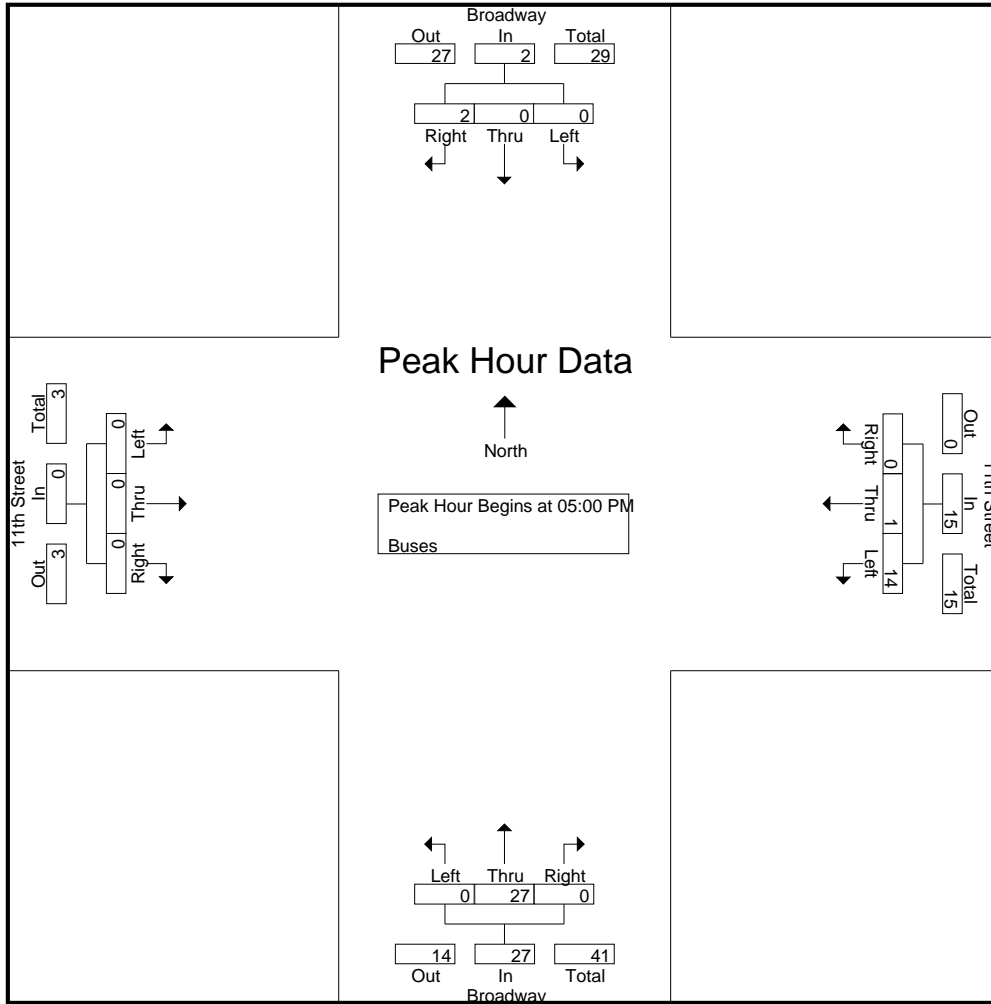 Broadway
Out In Total
27 2 29
2 0 0
Right Thru Left
Peak Hour Data
North
Peak Hour Begins at 05:00 PM
Buses
11th Street
Total In Out
3 0 3
0 0 0
Left Thru Right
11th Street
Out In Total
0 15 15
0 1 14
Right Thru Left
Left Thru Right
0 27 0
14 27 41
Out In Total
Broadway